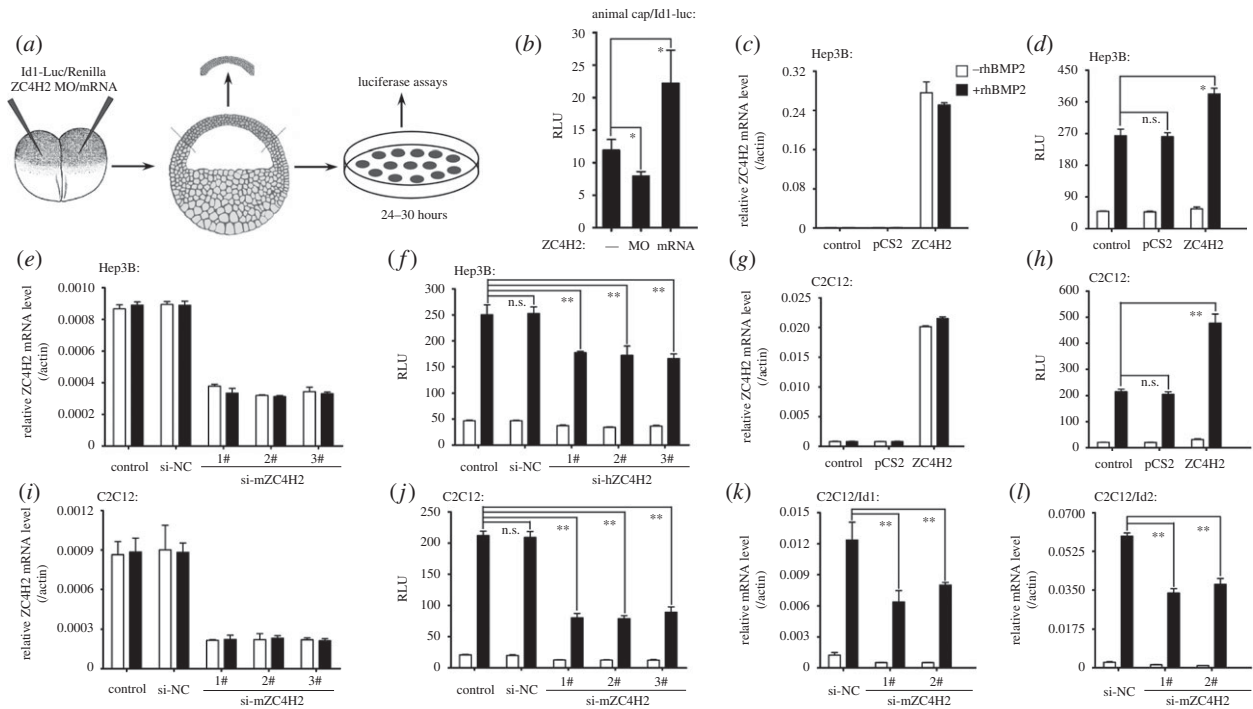 (a)
Id1-Luc/Renilla
ZC4H2 MO/mRNA
luciferase assays
24–30 hours
(b)
animal cap/Id1-luc:
RLU
30
25
20
15
10
5
0
*
*
ZC4H2: — MO mRNA
(c)
Hep3B:
relative ZC4H2 mRNA level
(/actin)
0.32
0.24
0.16
0.08
0
control pCS2 ZC4H2
–rhBMP2
+rhBMP2
(d)
Hep3B:
RLU
450
360
270
180
90
0
n.s.
*
control pCS2 ZC4H2
(e)
Hep3B:
relative ZC4H2 mRNA level
(/actin)
0.0010
0.0008
0.0006
0.0004
0.0002
0
control si-NC 1# 2# 3#
si-mZC4H2
(f)
Hep3B:
RLU
300
250
200
150
100
50
0
n.s. ** ** **
control si-NC 1# 2# 3#
si-hZC4H2
(g)
C2C12:
relative ZC4H2 mRNA level
(/actin)
0.025
0.020
0.015
0.010
0.005
0
control pCS2 ZC4H2
(h)
C2C12:
RLU
600
500
400
300
200
100
0
n.s.
**
control pCS2 ZC4H2
(i)
C2C12:
relative ZC4H2 mRNA level
(/actin)
0.0012
0.0009
0.0006
0.0003
0
control si-NC 1# 2# 3#
si-mZC4H2
(j)
C2C12:
RLU
250
200
150
100
50
0
n.s. ** ** **
control si-NC 1# 2# 3#
si-mZC4H2
(k)
C2C12/Id1:
relative mRNA level
(/actin)
0.015
0.012
0.009
0.006
0.003
0
** **
si-NC 1# 2#
si-mZC4H2
(l)
C2C12/Id2:
relative mRNA level
(/actin)
0.0700
0.0525
0.0350
0.0175
0
** **
si-NC 1# 2#
si-mZC4H2